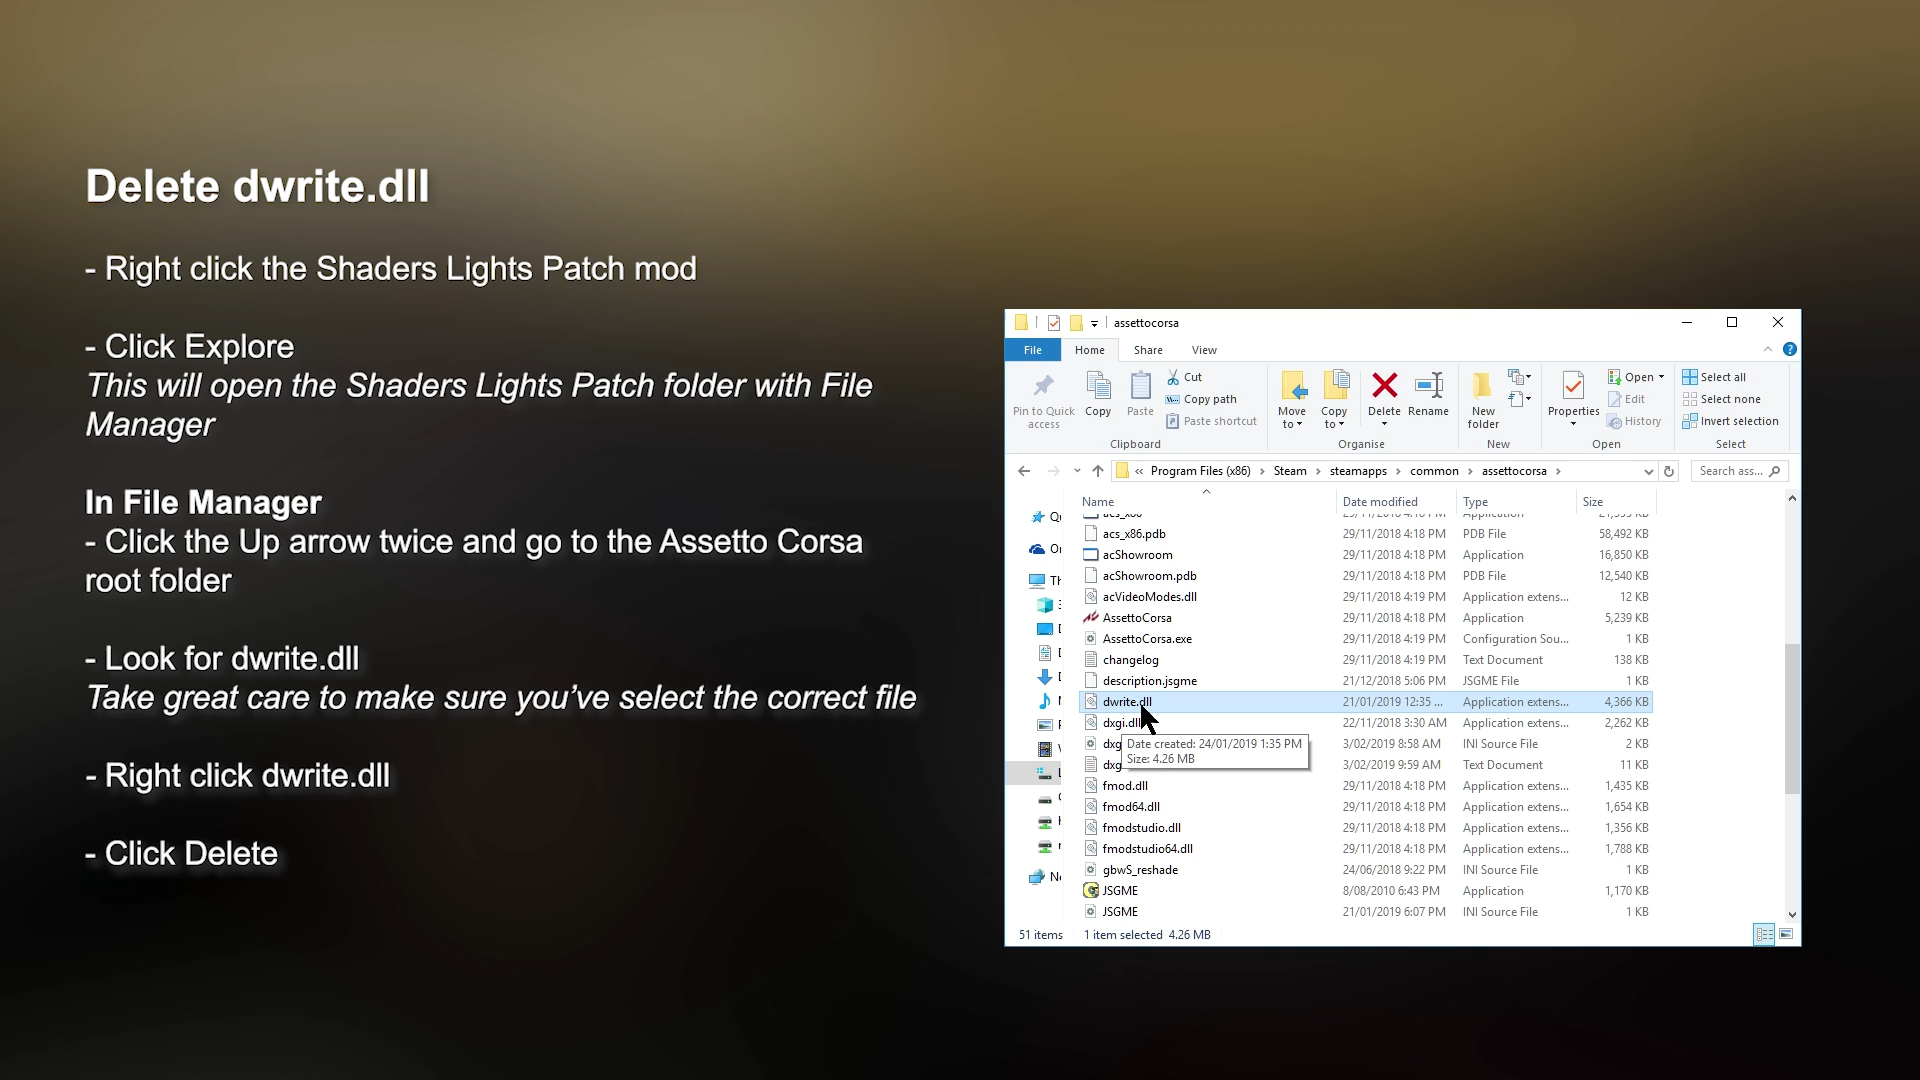 Delete dwrite.dll
- Right click the Shaders Lights Patch mod
- Click Explore
This will open the Shaders Lights Patch folder with File
Manager
In File Manager
- Click the Up arrow twice and go to the Assetto Corsa
root folder
- Look for dwrite.dll
Take great care to make sure you've select the correct file
- Right click dwrite.dll
- Click Delete
assettocorsa
File Home Share View
Pin to Quick access
Copy
Paste
Cut
Copy path
Paste shortcut
Clipboard
Move to
Copy to
Delete
Rename
Organise
New folder
New
Properties
Open
Edit
History
Open
Select all
Select none
Invert selection
Select
« Program Files (x86) > Steam > steamapps > common > assettocorsa >
Search ass...
Name Date modified Type Size
acs_x86.pdb 29/11/2018 4:18 PM PDB File 58,492 KB
acShowroom 29/11/2018 4:18 PM Application 16,850 KB
acShowroom.pdb 29/11/2018 4:18 PM PDB File 12,540 KB
acVideoModes.dll 29/11/2018 4:19 PM Application extens... 12 KB
AssettoCorsa 29/11/2018 4:18 PM Application 5,239 KB
AssettoCorsa.exe 29/11/2018 4:19 PM Configuration Sou... 1 KB
changelog 29/11/2018 4:19 PM Text Document 138 KB
description.jsgme 21/12/2018 5:06 PM JSGME File 1 KB
dwrite.dll 21/01/2019 12:35 ... Application extens... 4,366 KB
dxgi.dll 22/11/2018 3:30 AM Application extens... 2,262 KB
dxg 3/02/2019 8:58 AM INI Source File 2 KB
dxg 3/02/2019 9:59 AM Text Document 11 KB
Date created: 24/01/2019 1:35 PM
Size: 4.26 MB
fmod.dll 29/11/2018 4:18 PM Application extens... 1,435 KB
fmod64.dll 29/11/2018 4:18 PM Application extens... 1,654 KB
fmodstudio.dll 29/11/2018 4:18 PM Application extens... 1,356 KB
fmodstudio64.dll 29/11/2018 4:18 PM Application extens... 1,788 KB
gbwS_reshade 24/06/2018 9:22 PM INI Source File 1 KB
JSGME 8/08/2010 6:43 PM Application 1,170 KB
JSGME 21/01/2019 6:07 PM INI Source File 1 KB
51 items 1 item selected 4.26 MB